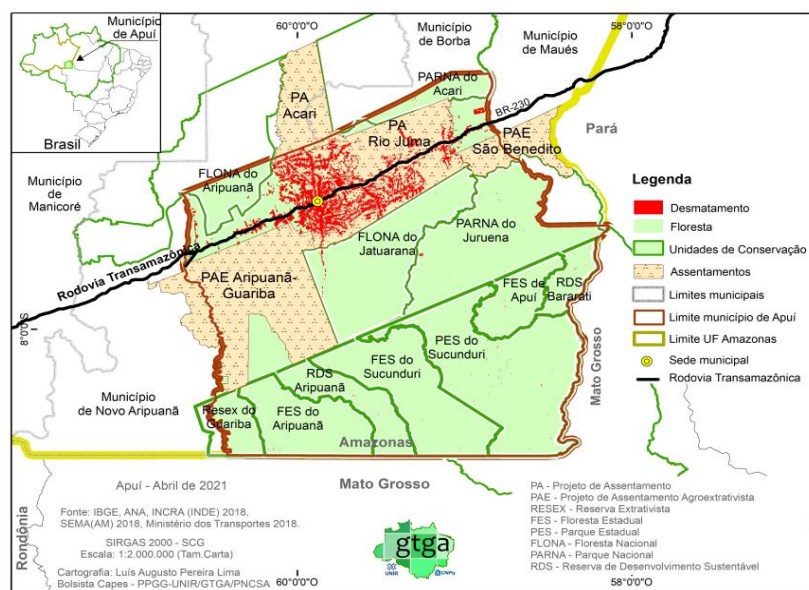 Município
de Apuí
Brasil
60°0'0"O
58°0'0"O
Município
de Borba
Município
de Maués
PARNA do
Acari
PA
Acari
BR-230
PA
Rio Juma
PAE
São Benedito
Pará
FLONA do
Aripuanã
Município
de
Manicoré
FLONA do
Jatuarana
PARNA do
Juruena
Rodovia Transamazônica
PAE Aripuanã-
Guariba
8°0'0"S
FES de
Apuí
RDS
Bararati
PES do
Sucunduri
FES do
Sucunduri
RDS
Aripuanã
Município
de Novo Aripuanã
Resex do
Guariba
FES do
Aripuanã
Amazonas
Mato Grosso
Mato Grosso
Rondônia
Legenda
Desmatamento
Floresta
Unidades de Conservação
Assentamentos
Limites municipais
Limite município de Apuí
Limite UF Amazonas
Sede municipal
Rodovia Transamazônica
Apuí - Abril de 2021
Fonte: IBGE, ANA, INCRA (INDE) 2018,
SEMA(AM) 2018, Ministério dos Transportes 2018.
SIRGAS 2000 - SCG
Escala: 1:2.000.000 (Tam.Carta)
Cartografia: Luís Augusto Pereira Lima
Bolsista Capes - PPGG-UNIR/GTGA/PNCSA
gtga
UNIR
CNPq
PA - Projeto de Assentamento
PAE - Projeto de Assentamento Agroextrativista
RESEX - Reserva Extrativista
FES - Floresta Estadual
PES - Parque Estadual
FLONA - Floresta Nacional
PARNA - Parque Nacional
RDS - Reserva de Desenvolvimento Sustentável
60°0'0"O
58°0'0"O